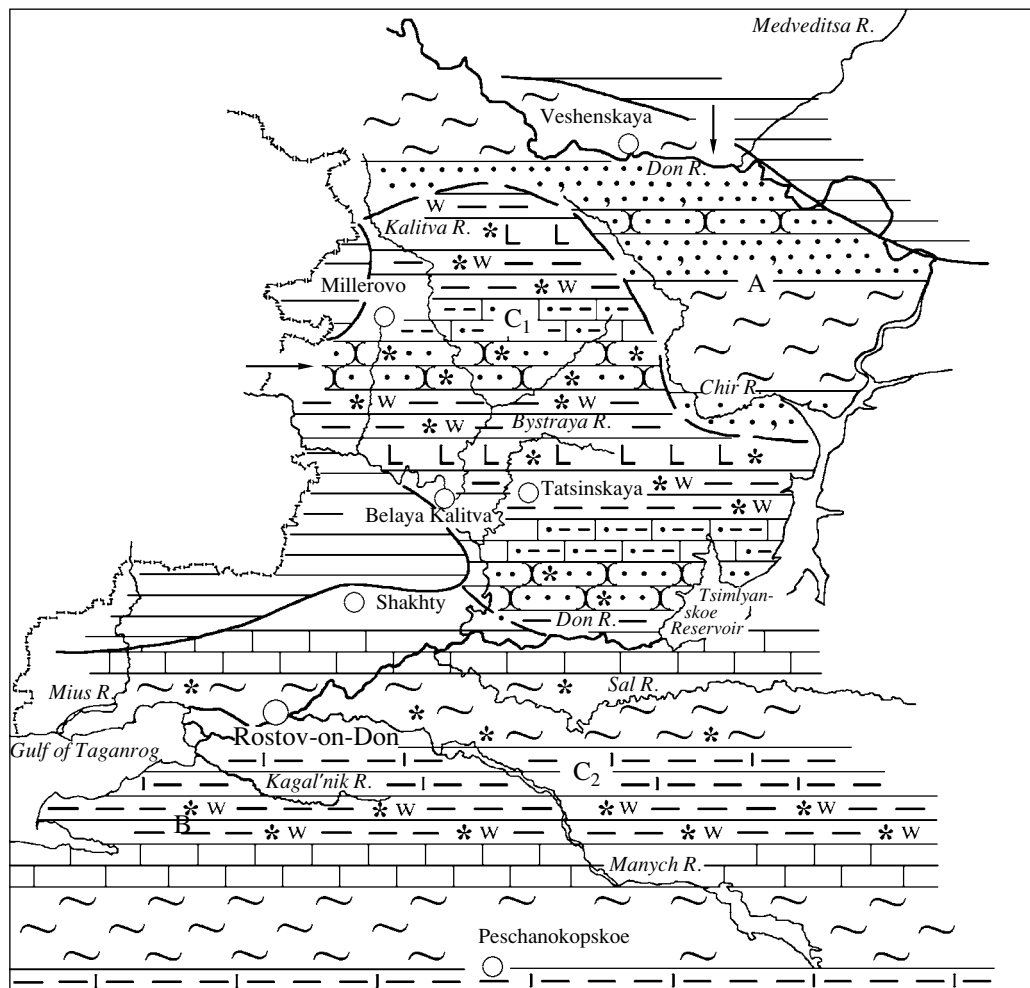 Medveditsa R.
Veshenskaya
Don R.
Kalitva R.
A
Millerovo
C1
Chir R.
Bystraya R.
Tatsinskaya
Belaya Kalitva
Shakhty
Tsimlyan-
skoe
Reservoir
Don R.
Mius R.
Sal R.
Rostov-on-Don
Gulf of Taganrog
C2
Kagal'nik R.
B
Manych R.
Peschanokopskoe